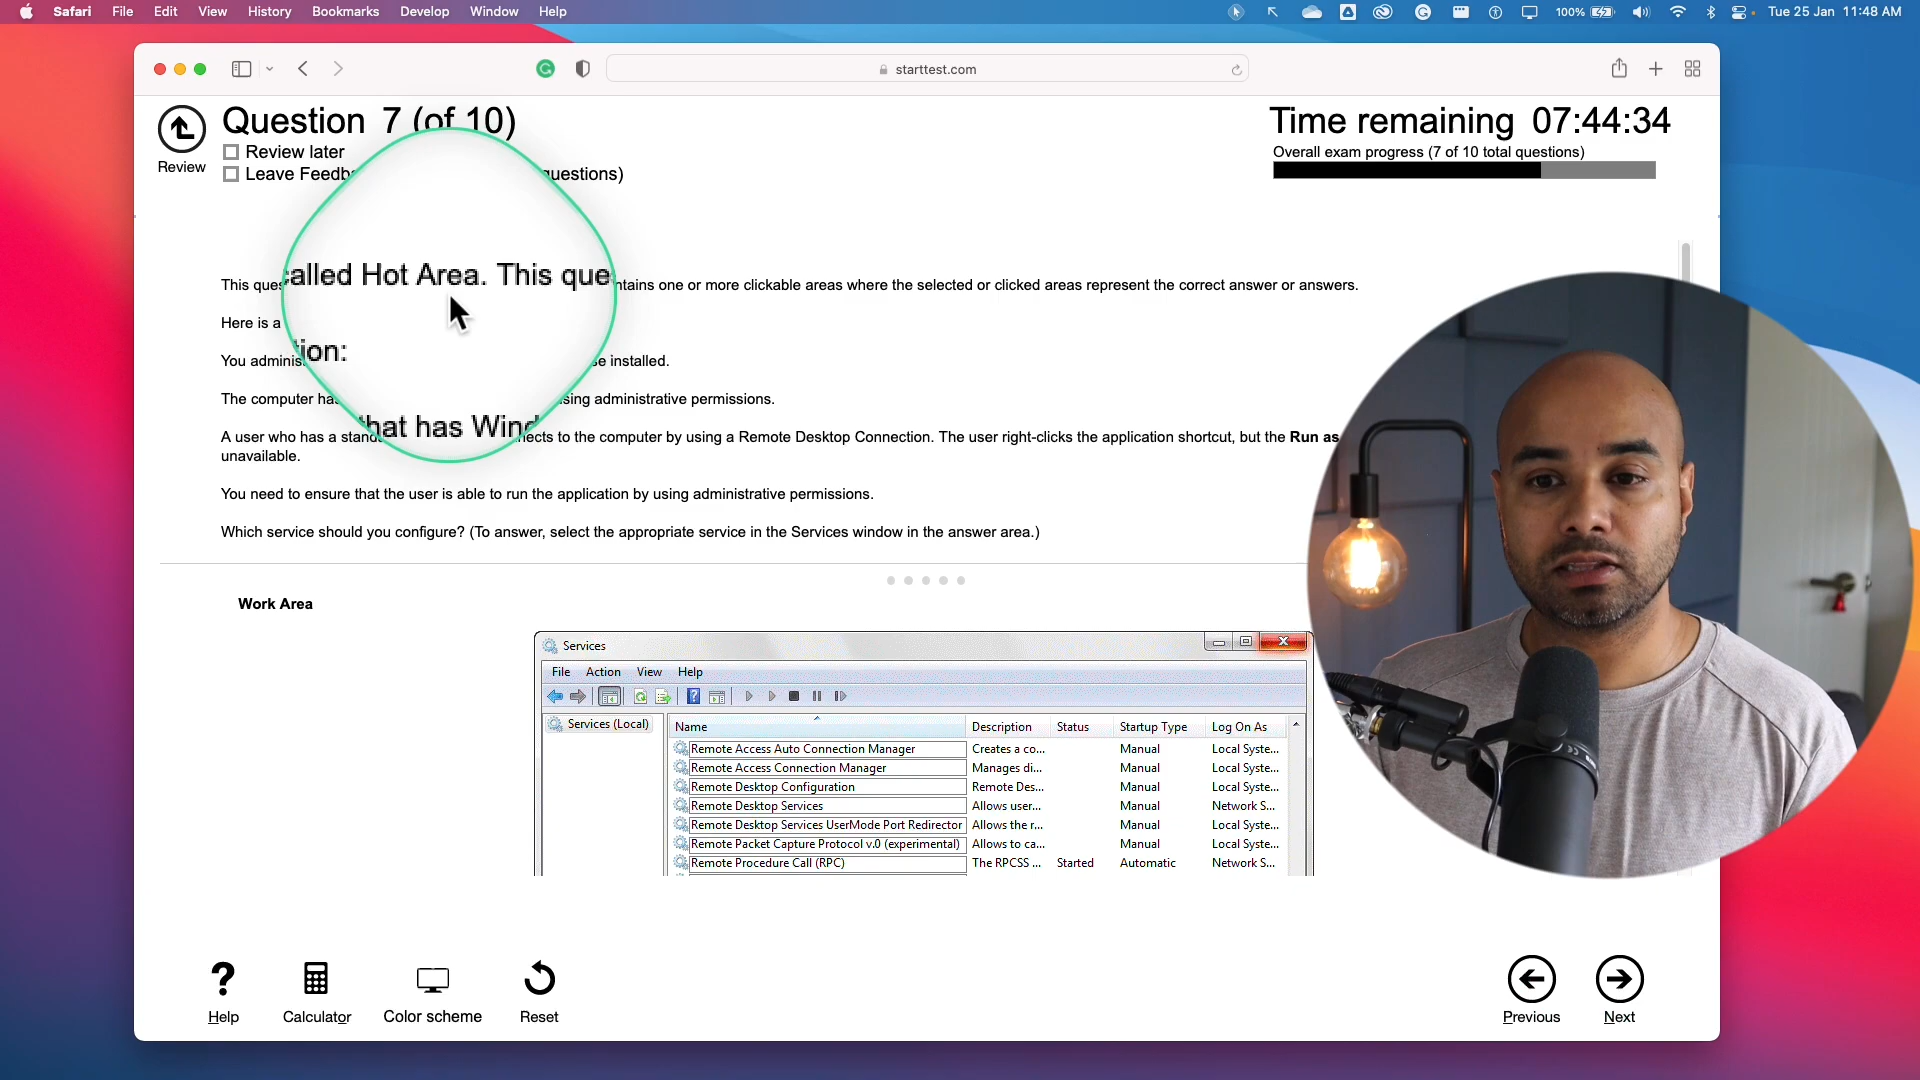 Safari File Edit View History Bookmarks Develop Window Help 100% Tue 25 Jan 11:48 AM
starttest.com
Question 7 (of 10)
Time remaining 07:44:34
Review later
Overall exam progress (7 of 10 total questions)
Review
Leave Feedb uestions)
alled Hot Area. This que
This ques ntains one or more clickable areas where the selected or clicked areas represent the correct answer or answers.
Here is a
tion:
You adminis e installed.
The computer ha sing administrative permissions.
that has Wind
A user who has a stand nects to the computer by using a Remote Desktop Connection. The user right-clicks the application shortcut, but the Run as
unavailable.
You need to ensure that the user is able to run the application by using administrative permissions.
Which service should you configure? (To answer, select the appropriate service in the Services window in the answer area.)
Work Area
Services
File Action View Help
Services (Local)
Name Description Status Startup Type Log On As
Remote Access Auto Connection Manager Creates a co... Manual Local Syste...
Remote Access Connection Manager Manages di... Manual Local Syste...
Remote Desktop Configuration Remote Des... Manual Local Syste...
Remote Desktop Services Allows user... Manual Network S...
Remote Desktop Services UserMode Port Redirector Allows the r... Manual Local Syste...
Remote Packet Capture Protocol v.0 (experimental) Allows to ca... Manual Local Syste...
Remote Procedure Call (RPC) The RPCSS ... Started Automatic Network S...
Help Calculator Color scheme Reset Previous Next